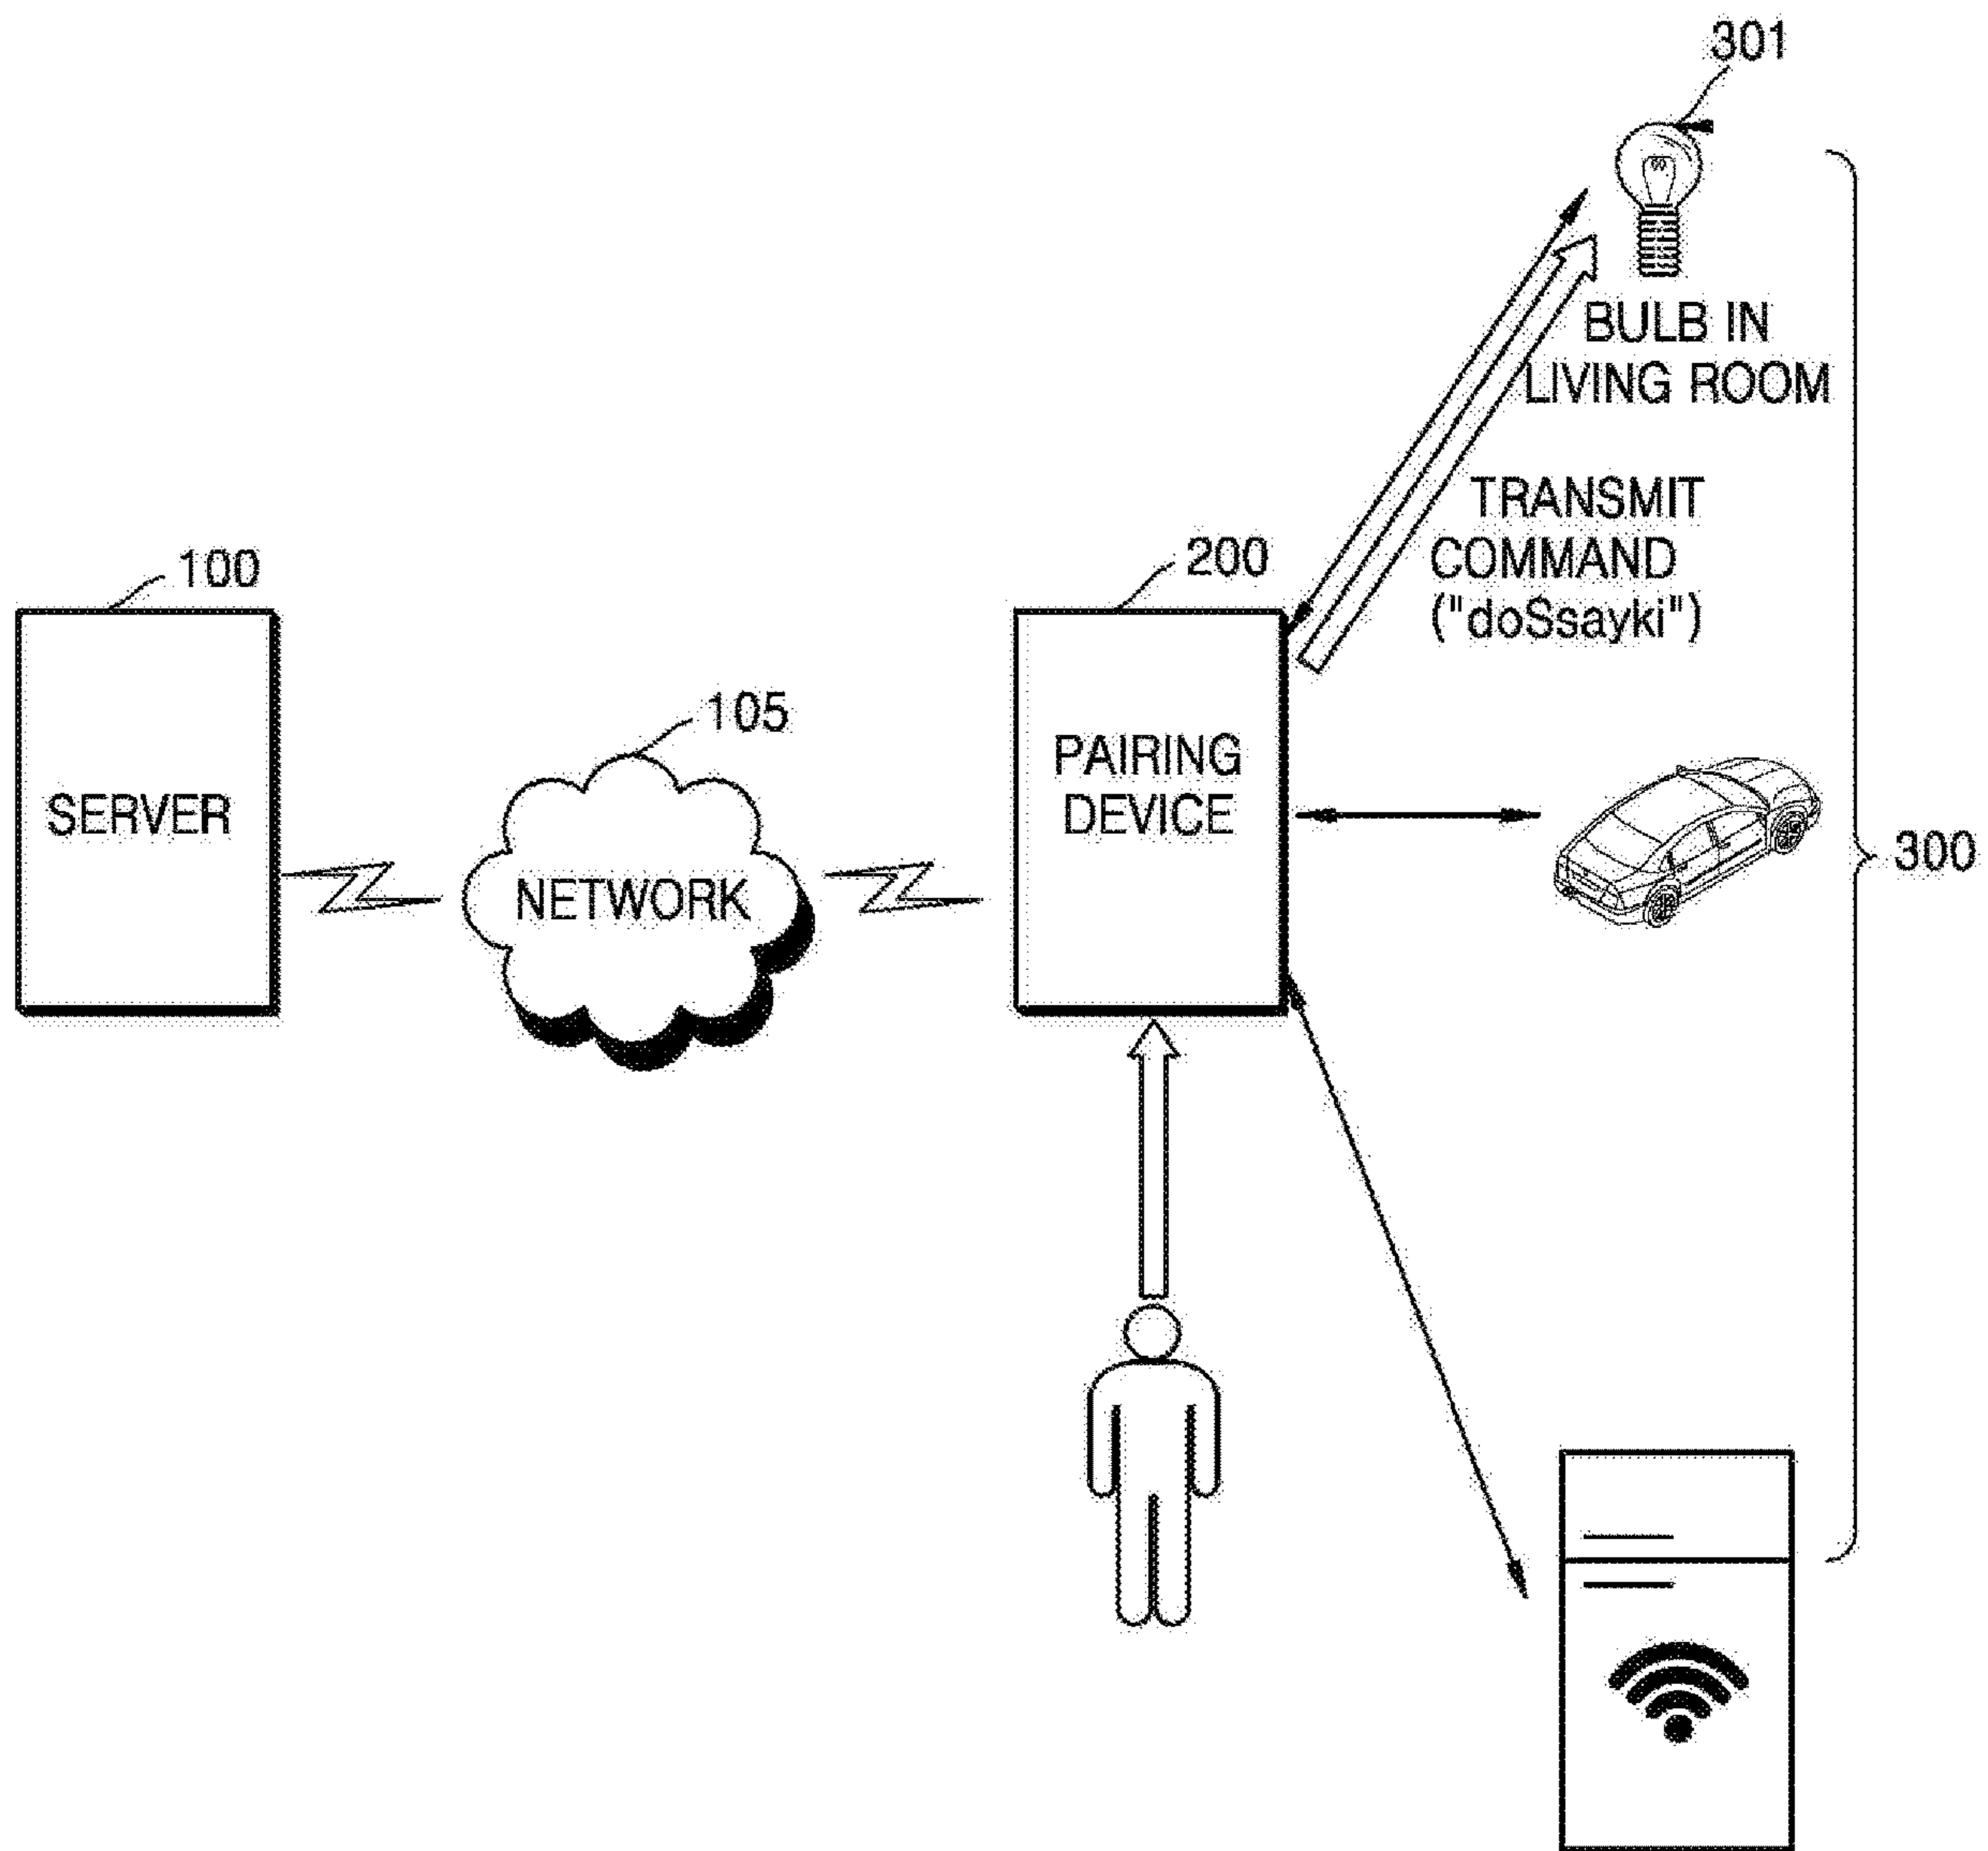 301
BULB IN
LIVING ROOM
TRANSMIT
COMMAND
("doSsayki")
100
200
105
SERVER
NETWORK
PAIRING
DEVICE
300